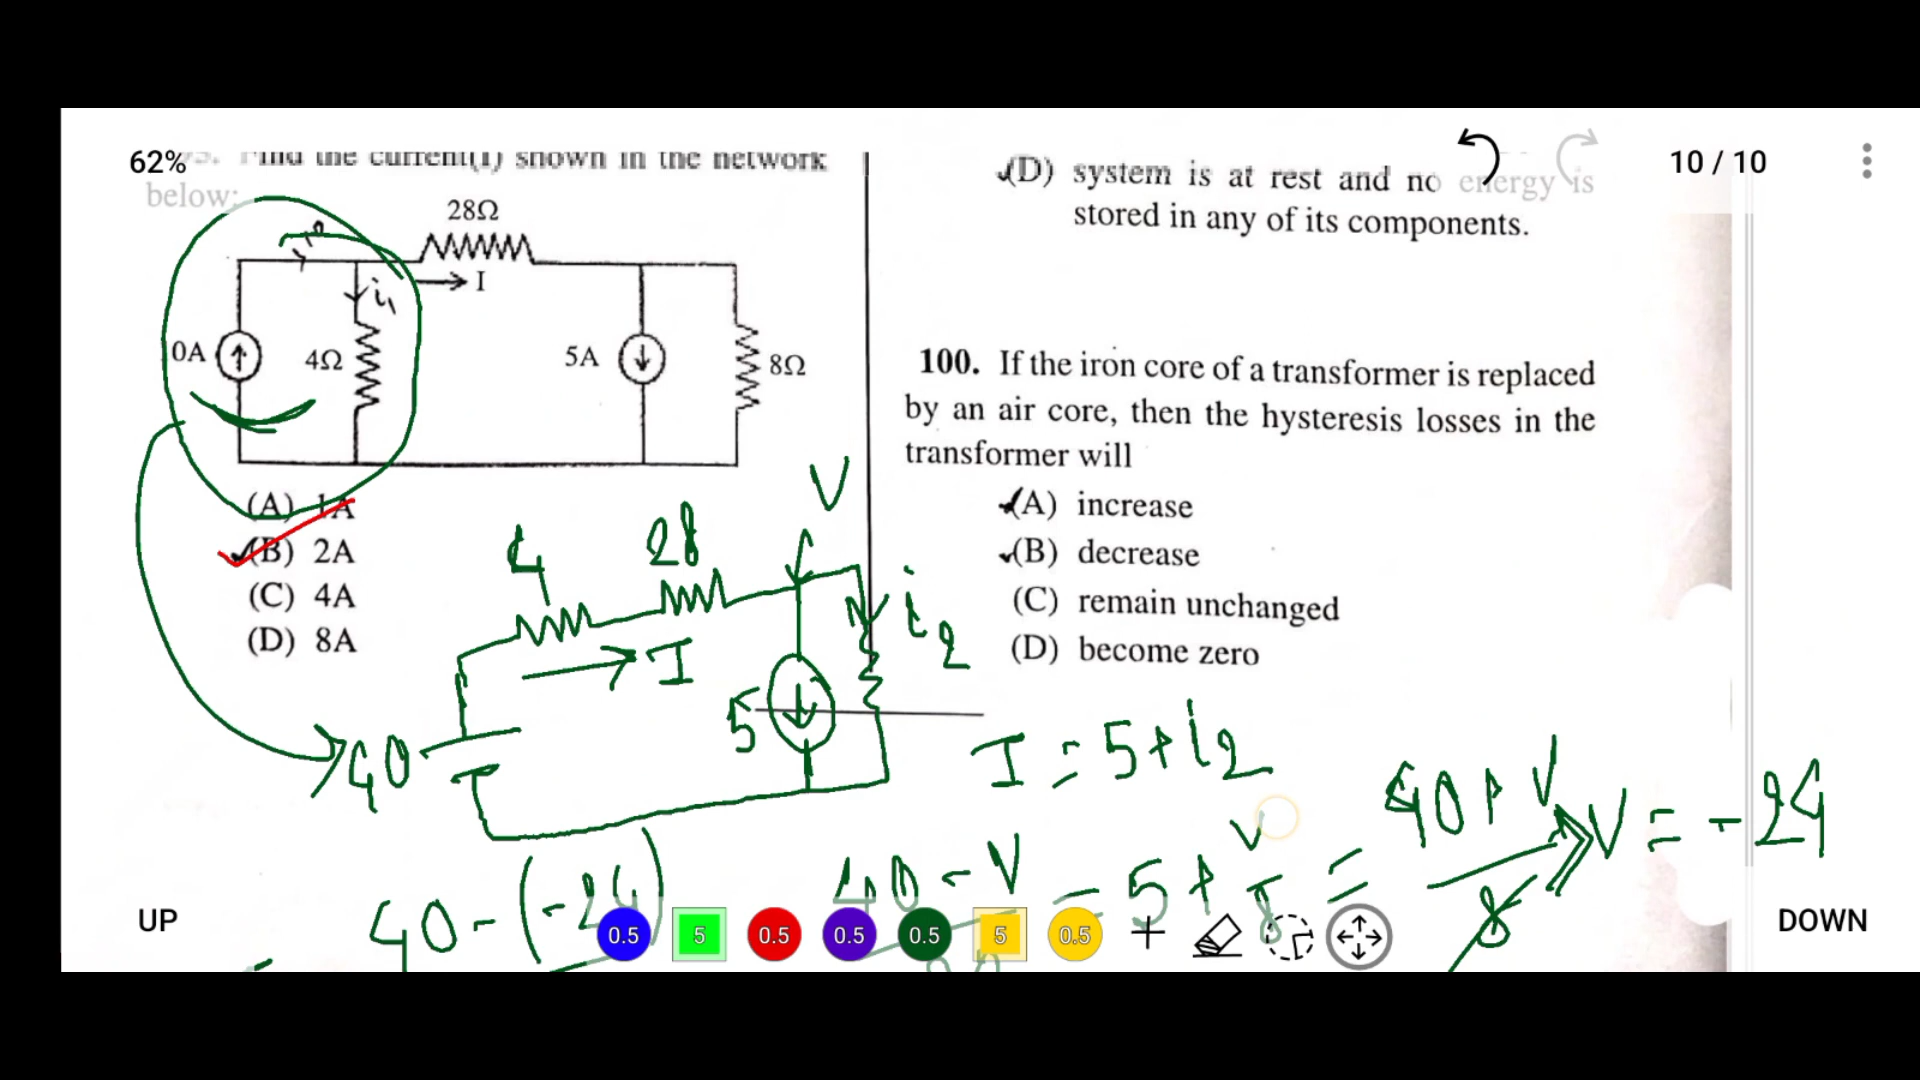 62%
Find the current(I) shown in the network
below:
28Ω
I
i₁
0A
4Ω
5A
8Ω
(A) 1A
(B) 2A
(C) 4A
(D) 8A
(D) system is at rest and no energy is
stored in any of its components.
10 / 10
100. If the iron core of a transformer is replaced
by an air core, then the hysteresis losses in the
transformer will
(A) increase
(B) decrease
(C) remain unchanged
(D) become zero
V
4
28
I
i₂
40
5
I = 5 + i₂
40 - V = 5 + V/8 = 40 + V / 8
V = -24
40 - (-24)
UP
0.5
5
0.5
0.5
0.5
5
0.5
DOWN